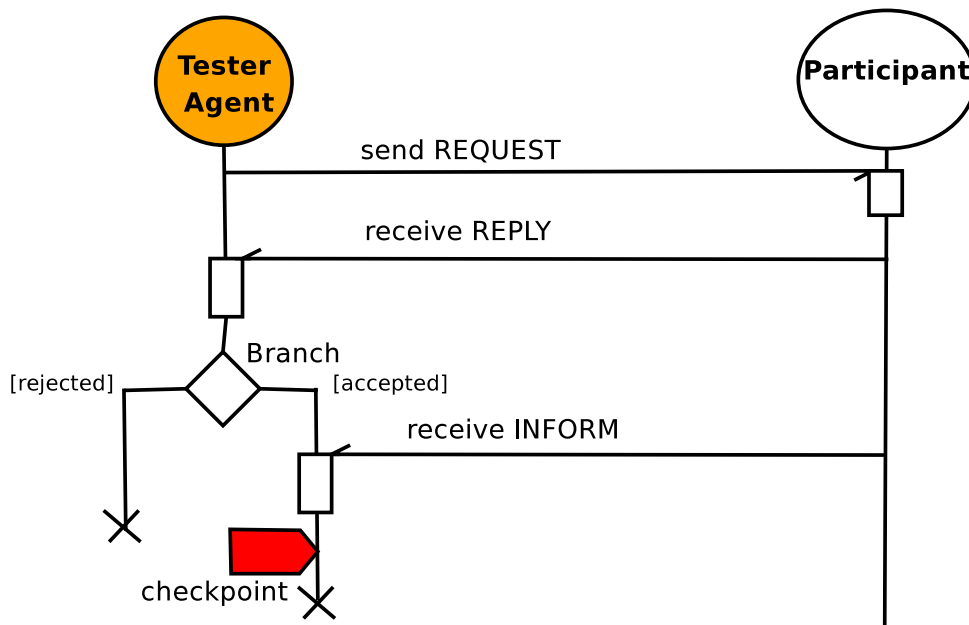 Tester
Agent
Participant
send REQUEST
receive REPLY
Branch
[rejected]
[accepted]
receive INFORM
checkpoint